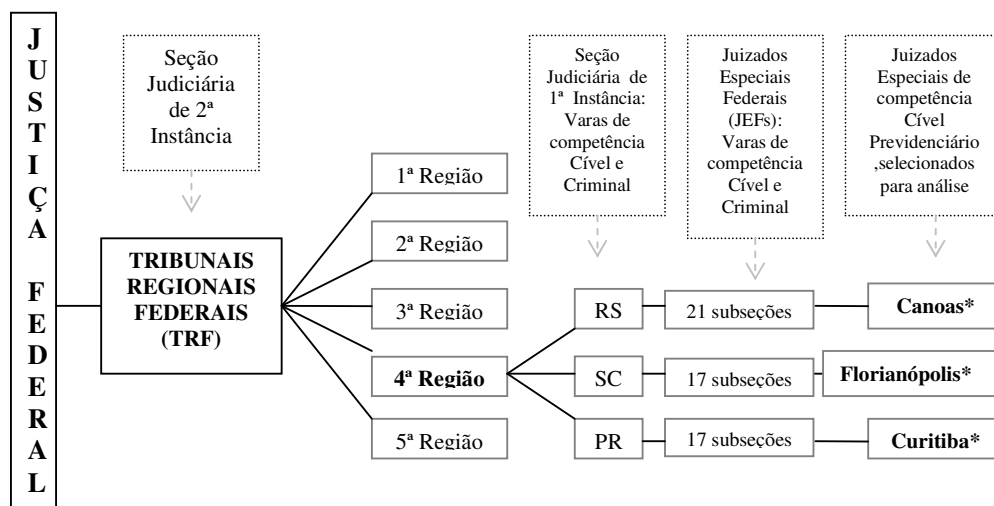 JUSTIÇA FEDERAL
Seção
Judiciária
de 2ª
Instância
Seção
Judiciária de
1ª Instância:
Varas de
competência
Cível e
Criminal
Juizados
Especiais
Federais
(JEFs):
Varas de
competência
Cível e
Criminal
Juizados
Especiais de
competência
Cível
Previdenciário
,selecionados
para análise
TRIBUNAIS
REGIONAIS
FEDERAIS
(TRF)
1ª Região
2ª Região
3ª Região
4ª Região
5ª Região
RS
21 subseções
Canoas*
SC
17 subseções
Florianópolis*
PR
17 subseções
Curitiba*